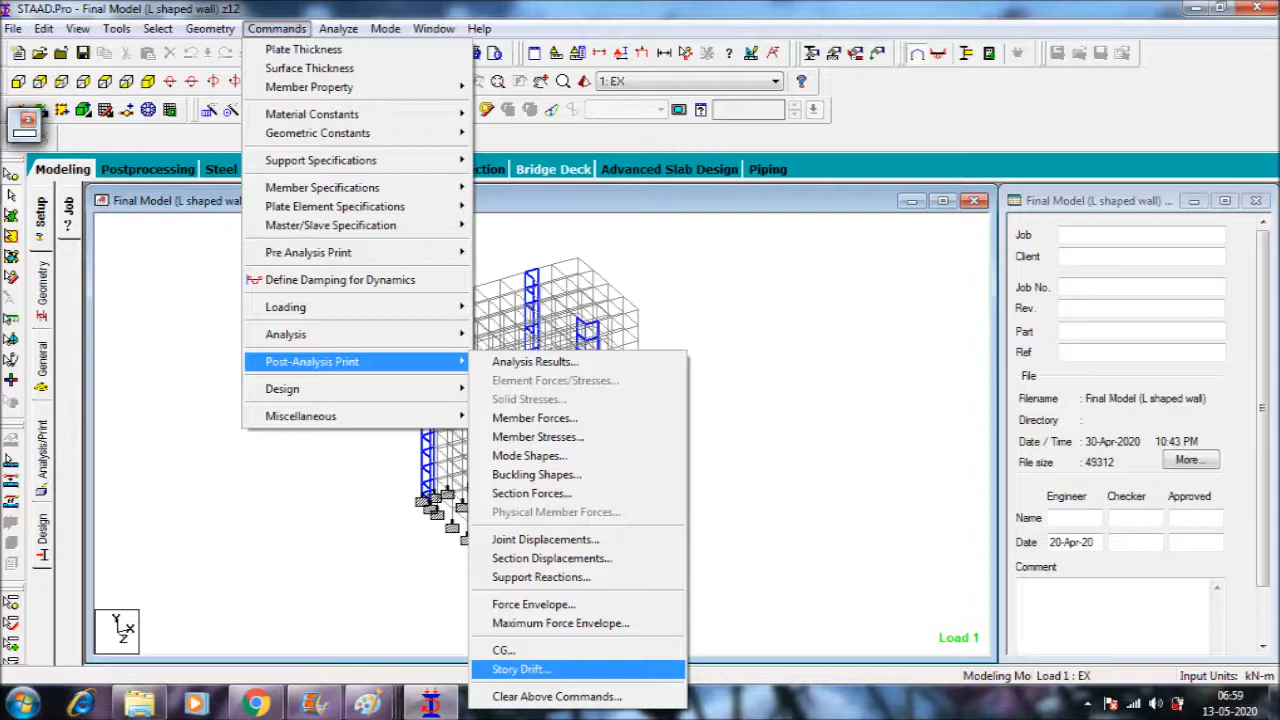 STAAD.Pro - Final Model (L shaped wall) z12
File Edit View Tools Select Geometry Commands Analyze Mode Window Help
1: EX
Modeling Postprocessing Steel
ction Bridge Deck Advanced Slab Design Piping
Plate Thickness
Surface Thickness
Member Property
Material Constants
Geometric Constants
Support Specifications
Member Specifications
Plate Element Specifications
Master/Slave Specification
Pre Analysis Print
Define Damping for Dynamics
Loading
Analysis
Post-Analysis Print
Design
Miscellaneous
Analysis Results...
Element Forces/Stresses...
Solid Stresses...
Member Forces...
Member Stresses...
Mode Shapes...
Buckling Shapes...
Section Forces...
Physical Member Forces...
Joint Displacements...
Section Displacements...
Support Reactions...
Force Envelope...
Maximum Force Envelope...
CG...
Story Drift...
Clear Above Commands...
Setup
Geometry
General
Analysis/Print
Design
Job
Final Model (L shaped wal
Y
X
Z
Load 1
Final Model (L shaped wall) ...
Job
Client
Job No.
Rev.
Part
Ref
File
Filename : Final Model (L shaped wall)
Directory :
Date / Time : 30-Apr-2020 10:43 PM
File size : 49312 More...
Engineer Checker Approved
Name
Date 20-Apr-20
Comment
Modeling Mo Load 1 : EX Input Units: kN-m
06:59
13-05-2020